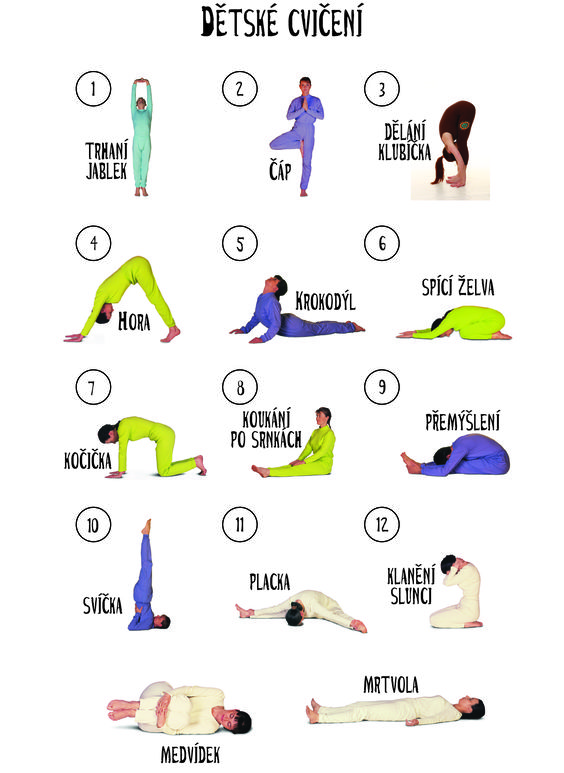 DĚTSKÉ CVIČENÍ
1
TRHANÍ
JABLEK
2
ČÁP
3
DĚLÁNÍ
KLUBÍČKA
4
HORA
5
KROKODÝL
6
SPÍCÍ ŽELVA
7
KOČIČKA
8
KOUKÁNÍ
PO SRNKÁCH
9
PŘEMÝŠLENÍ
10
SVÍČKA
11
PLACKA
12
KLANĚNÍ
SLUNCI
MEDVÍDEK
MRTVOLA